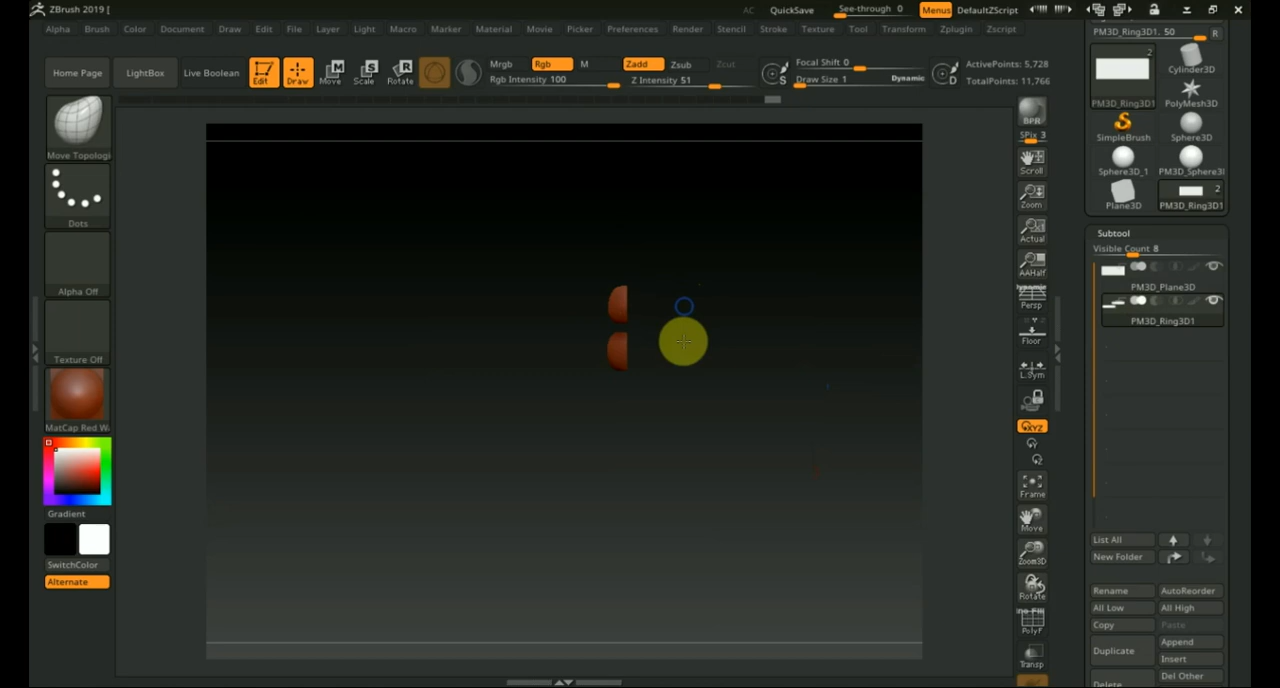 ZBrush 2019 [
AC QuickSave See-through 0 Menus DefaultZScript
Alpha Brush Color Document Draw Edit File Layer Light Macro Marker Material Movie Picker Preferences Render Stencil Stroke Texture Tool Transform Zplugin Zscript
PM3D_Ring3D1. 50 R
Home Page LightBox Live Boolean Edit Draw Move Scale Rotate
Mrgb Rgb M Zadd Zsub Zcut
Rgb Intensity 100 Z Intensity 51
Focal Shift 0
Draw Size 1 Dynamic
ActivePoints: 5,728
TotalPoints: 11,766
Move Topologi
Dots
Alpha Off
Texture Off
MatCap Red W
Gradient
SwitchColor
Alternate
BPR
SPix 3
Scroll
Zoom
Actual
AAHalf
Dynamic
Persp
Floor
L.Sym
XYZ
Frame
Move
Zoom3D
Rotate
PolyF
Transp
2
PM3D_Ring3D1
Cylinder3D
PolyMesh3D
SimpleBrush Sphere3D
Sphere3D_1
Plane3D
2
PM3D_Ring3D1
Subtool
Visible Count 8
PM3D_Plane3D
PM3D_Ring3D1
List All
New Folder
Rename AutoReorder
All Low All High
Copy Paste
Duplicate Append
Insert
Delete Del Other